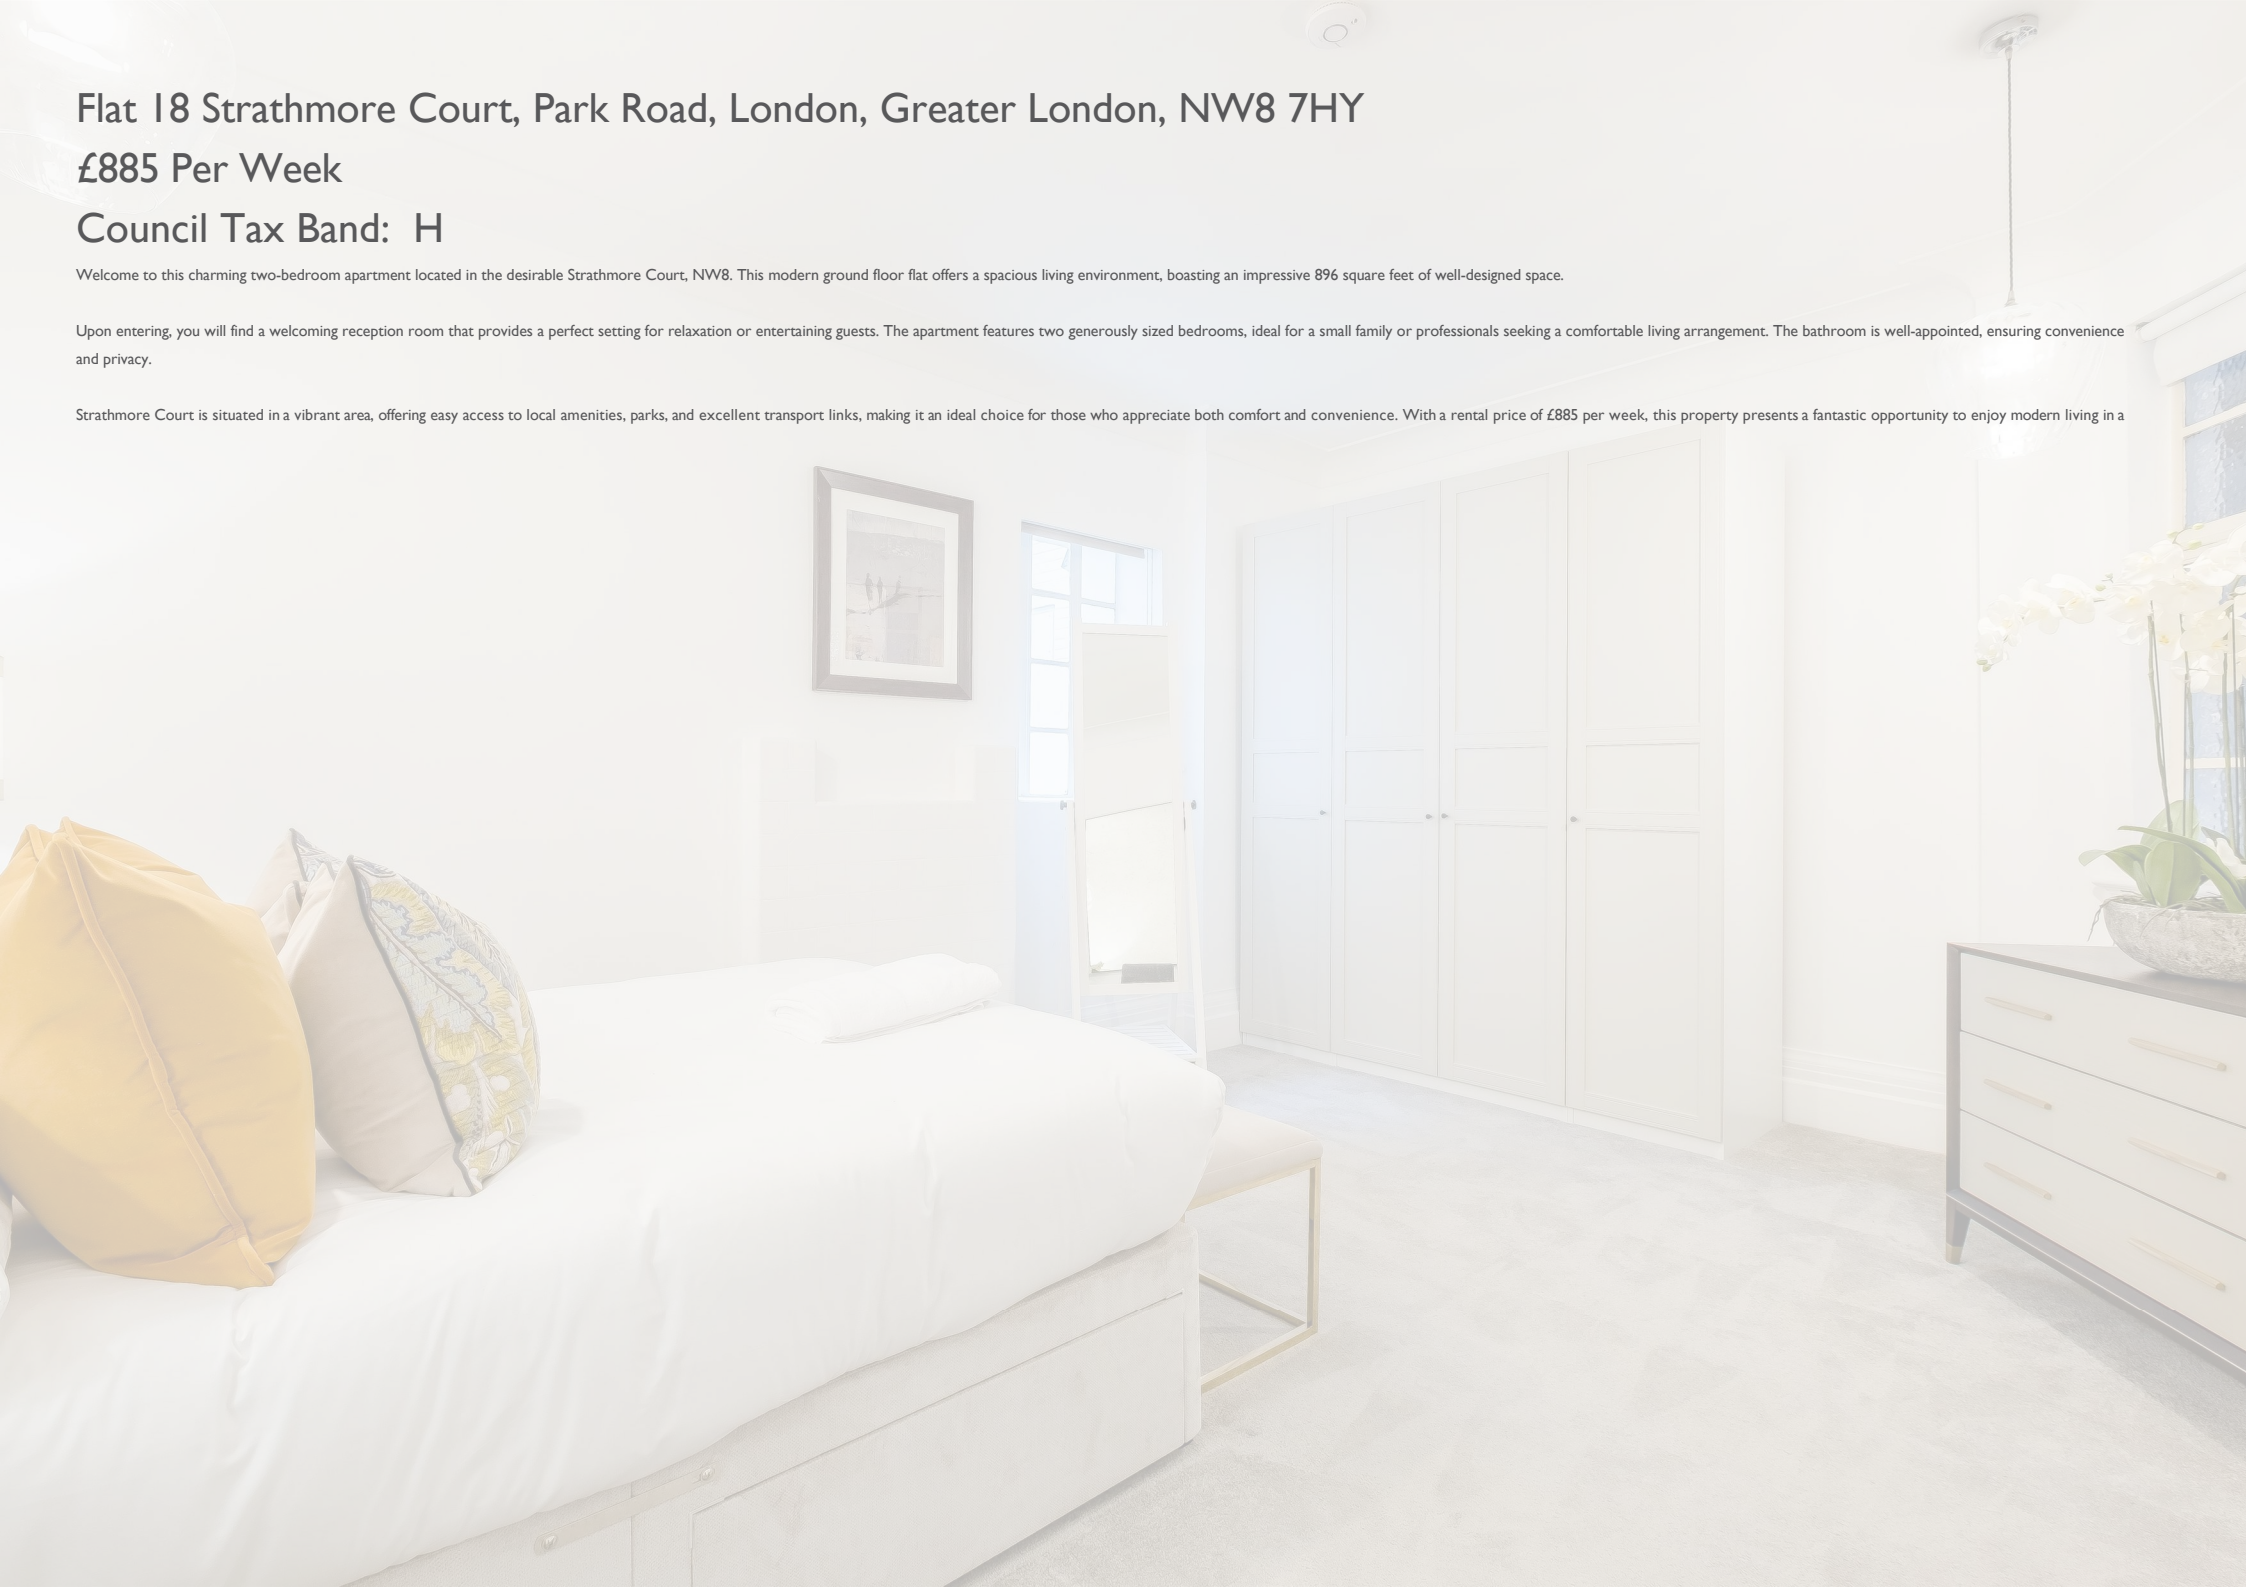 Flat 18 Strathmore Court, Park Road, London, Greater London, NW8 7HY
£885 Per Week
Council Tax Band:  H
Welcome to this charming two-bedroom apartment located in the desirable Strathmore Court, NW8. This modern ground floor flat offers a spacious living environment, boasting an impressive 896 square feet of well-designed space.
Upon entering, you will find a welcoming reception room that provides a perfect setting for relaxation or entertaining guests. The apartment features two generously sized bedrooms, ideal for a small family or professionals seeking a comfortable living arrangement. The bathroom is well-appointed, ensuring convenience
and privacy.
Strathmore Court is situated in a vibrant area, offering easy access to local amenities, parks, and excellent transport links, making it an ideal choice for those who appreciate both comfort and convenience. With a rental price of £885 per week, this property presents a fantastic opportunity to enjoy modern living in a